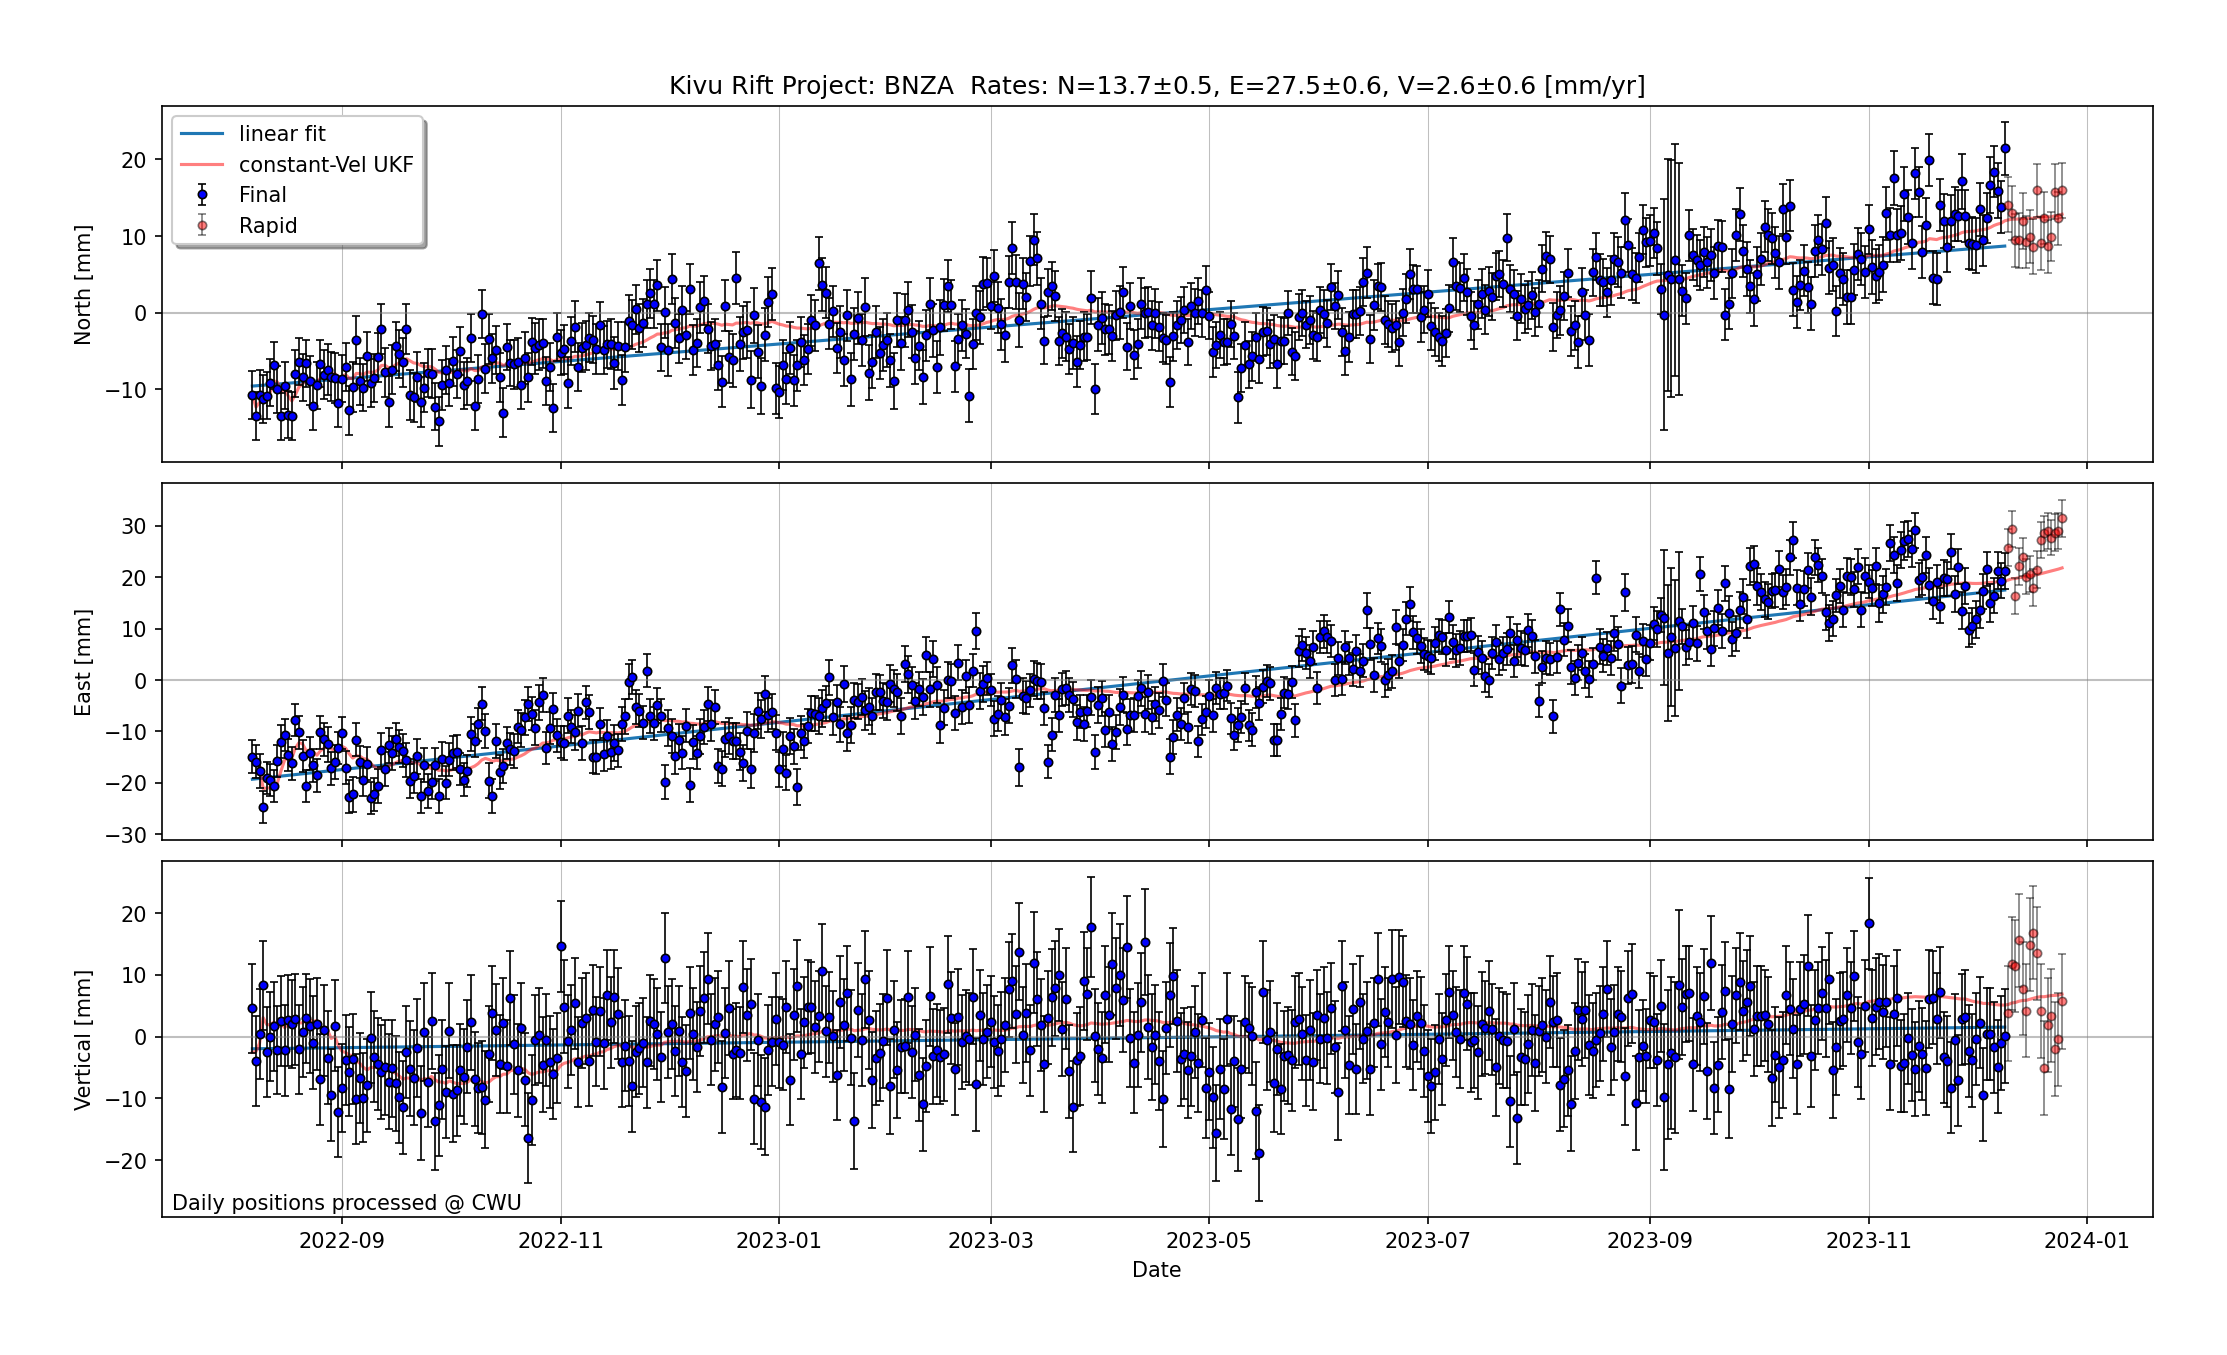 Kivu Rift Project: BNZA  Rates: N=13.7±0.5, E=27.5±0.6, V=2.6±0.6 [mm/yr]
linear fit
constant-Vel UKF
Final
Rapid
North [mm]
20
10
0
−10
East [mm]
30
20
10
0
−10
−20
−30
Vertical [mm]
20
10
0
−10
−20
Daily positions processed @ CWU
2022-09 2022-11 2023-01 2023-03 2023-05 2023-07 2023-09 2023-11 2024-01
Date